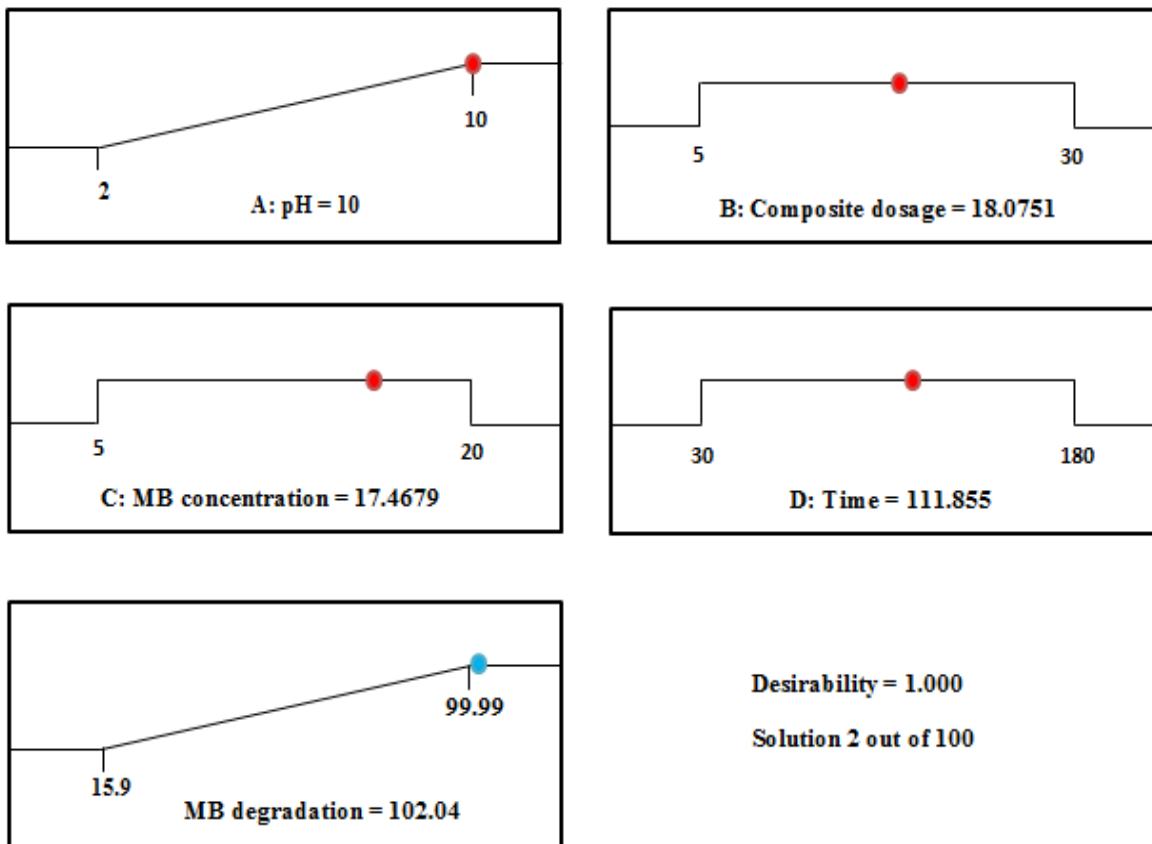 10
2
A: pH = 10
5
30
B: Composite dosage = 18.0751
5
20
C: MB concentration = 17.4679
30
180
D: Time = 111.855
99.99
15.9
MB degradation = 102.04
Desirability = 1.000
Solution 2 out of 100